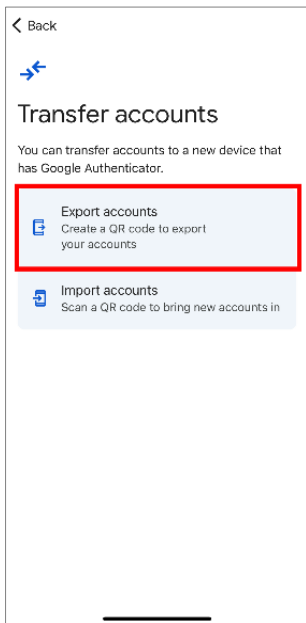 Back
Transfer accounts
You can transfer accounts to a new device that
has Google Authenticator.
Export accounts
Create a QR code to export
your accounts
Import accounts
Scan a QR code to bring new accounts in